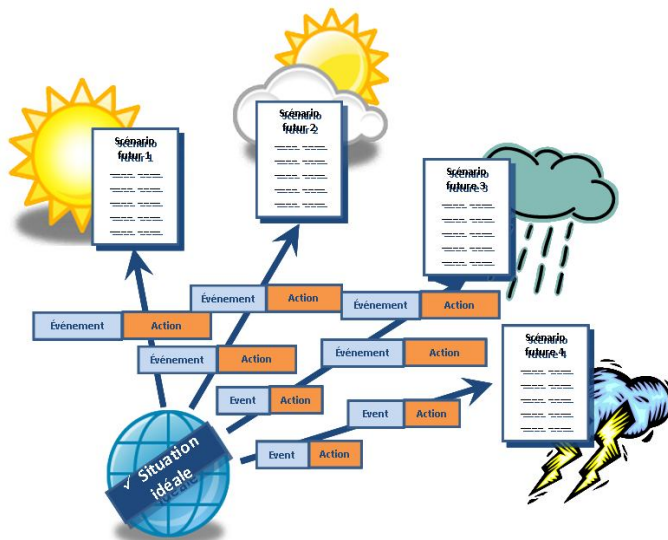 Scénario
futur 1
Scénario
futur 2
Scénario
future 3
Scénario
future 4
Événement Action
Événement Action
Événement Action
Événement Action
Événement Action
Event Action
Event Action
Event Action
✓ Situation
idéale